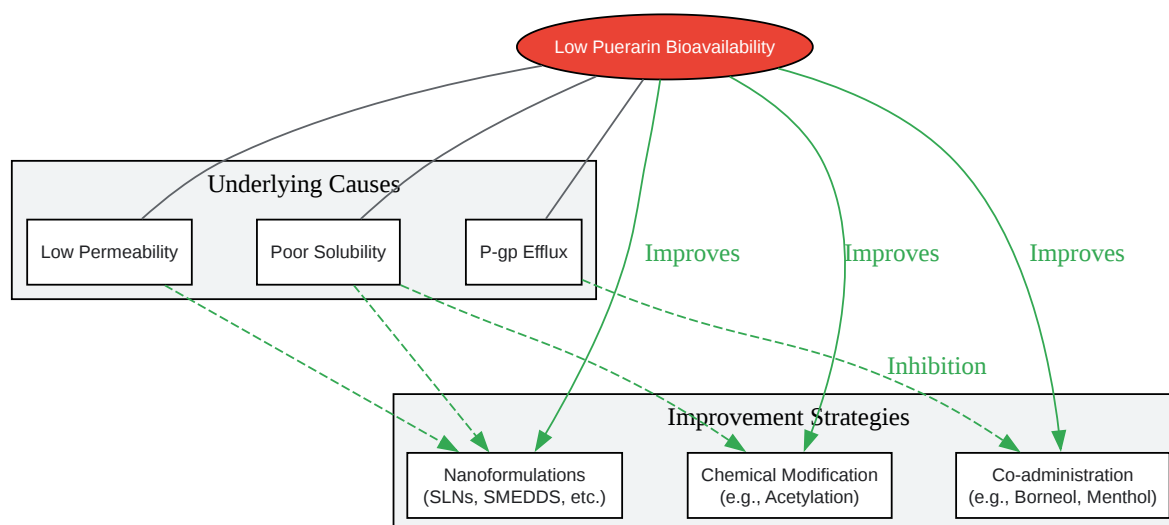 Low Puerarin Bioavailability
Underlying Causes
Low Permeability
Poor Solubility
P-gp Efflux
Improves
Improves
Improves
Inhibition
Improvement Strategies
Nanoformulations
(SLNs, SMEDDS, etc.)
Chemical Modification
(e.g., Acetylation)
Co-administration
(e.g., Borneol, Menthol)